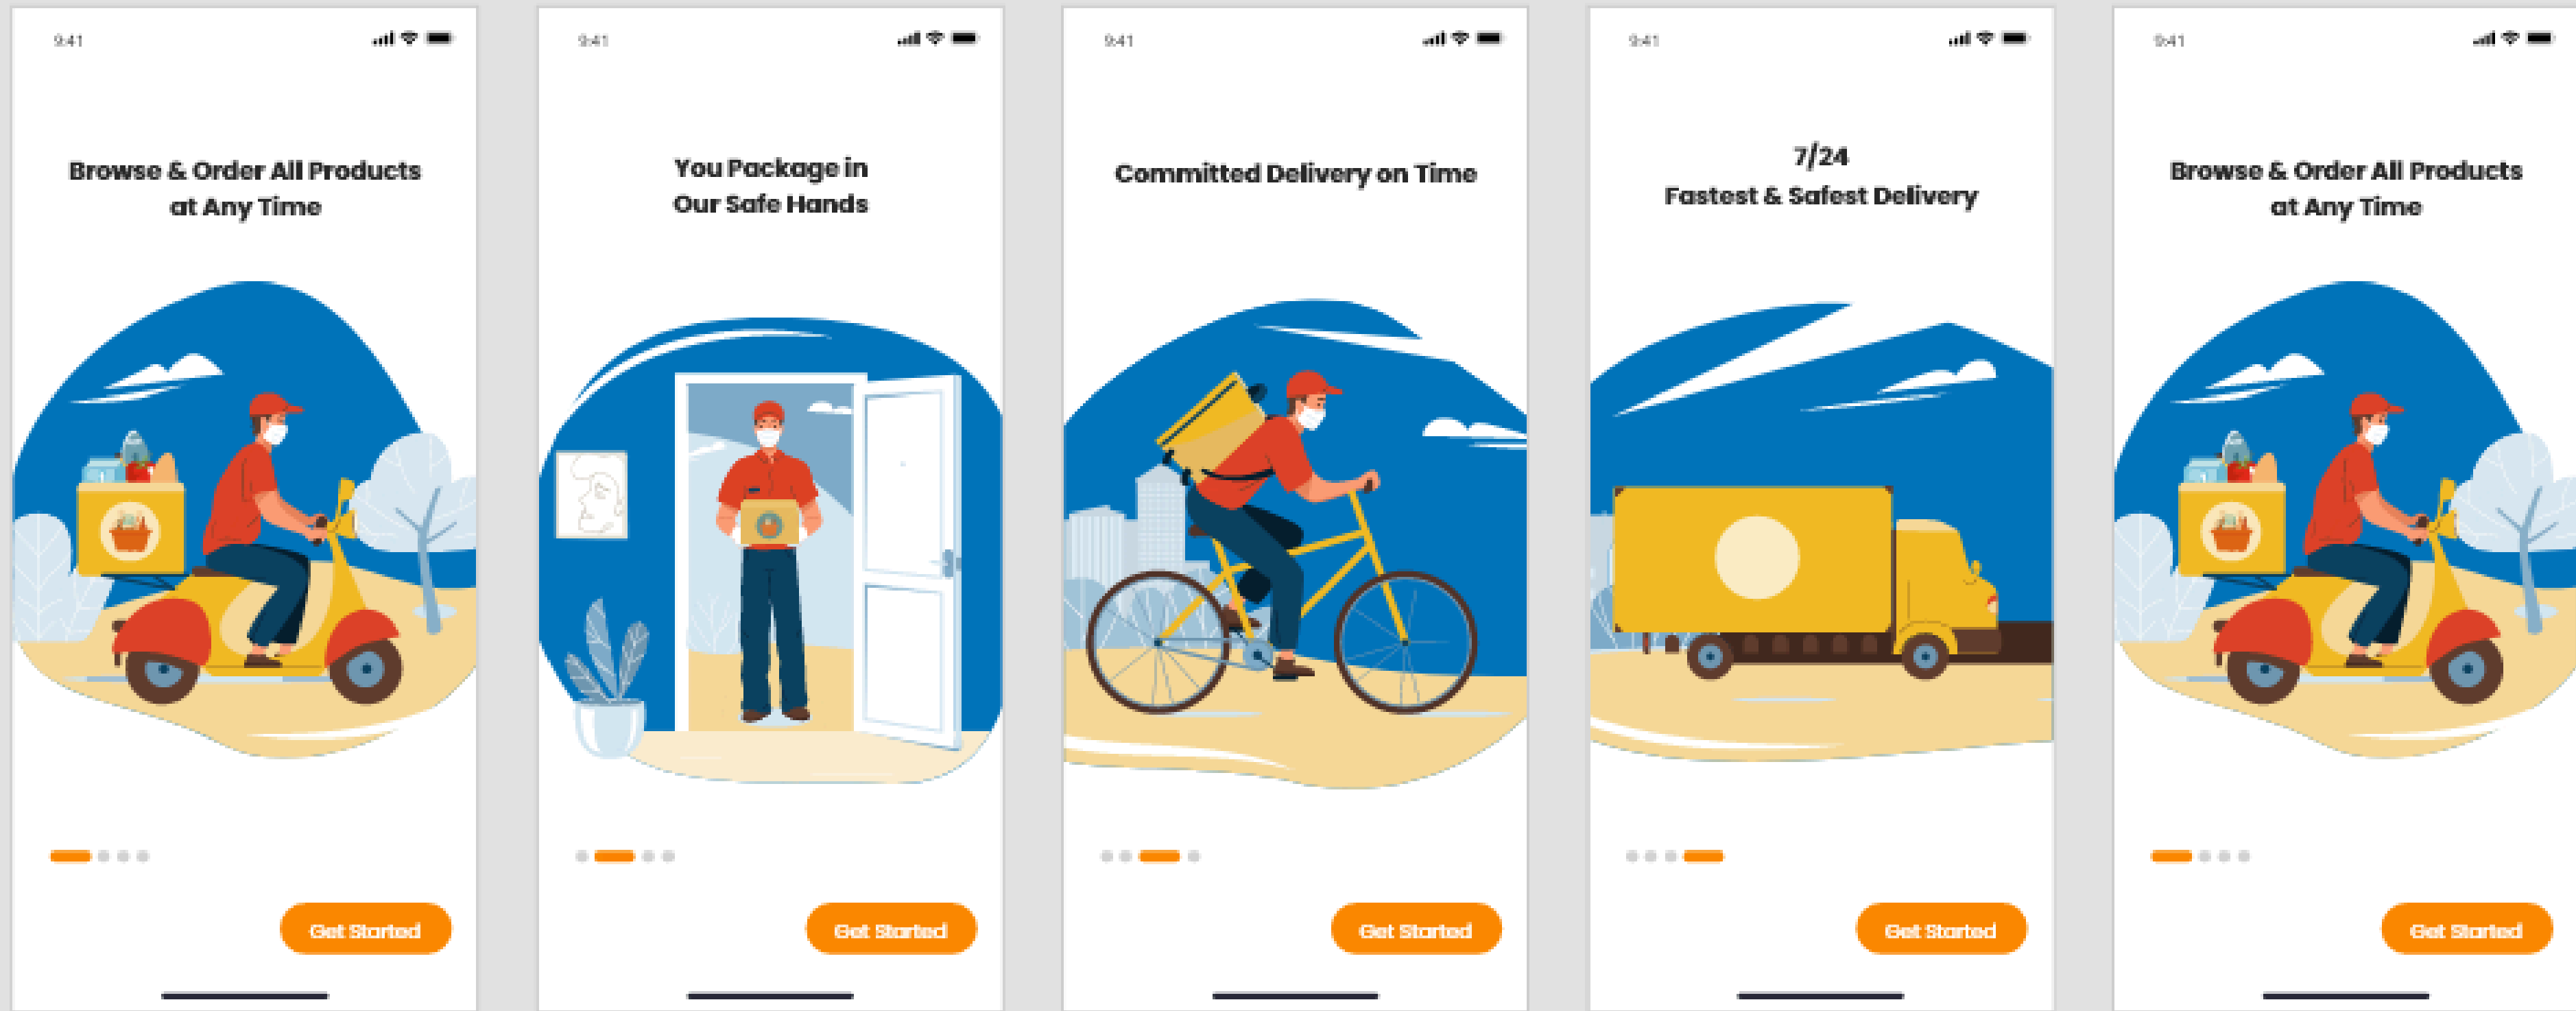 9:41
Browse & Order All Products
at Any Time
Get Started
9:41
You Package in
Our Safe Hands
Get Started
9:41
Committed Delivery on Time
Get Started
9:41
7/24
Fastest & Safest Delivery
Get Started
9:41
Browse & Order All Products
at Any Time
Get Started